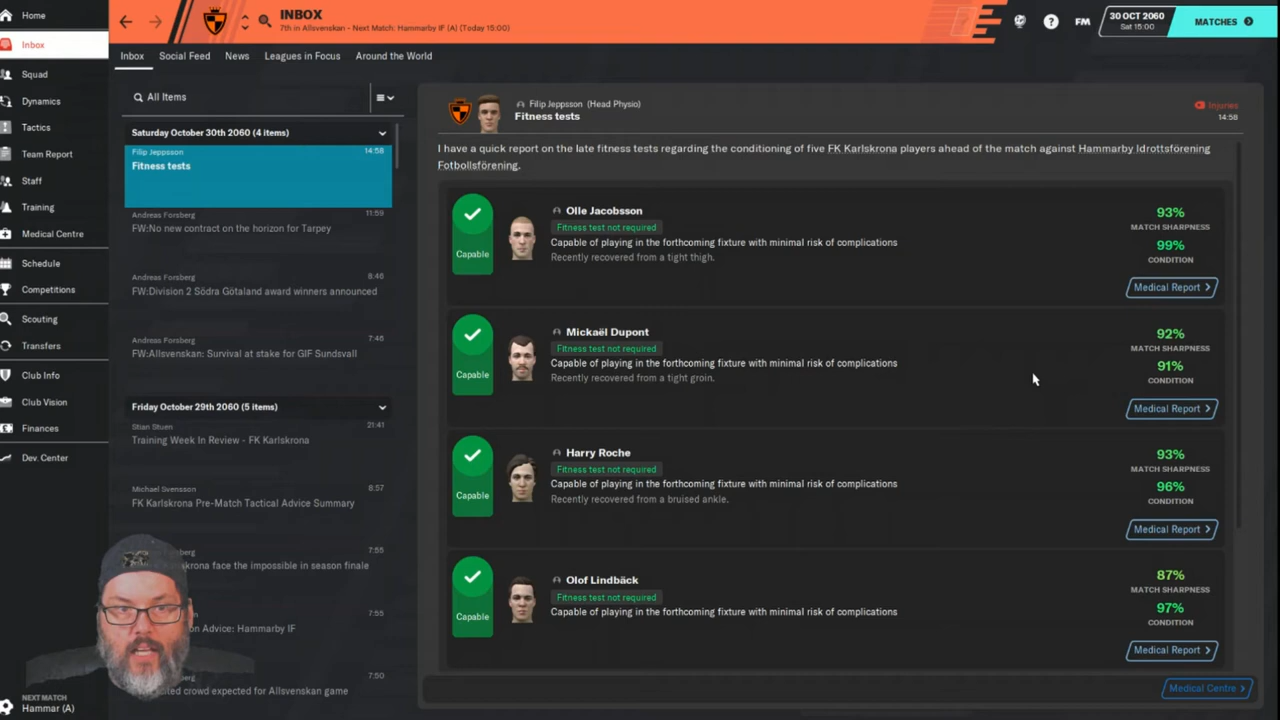 Home
Inbox
Squad
Dynamics
Tactics
Team Report
Staff
Training
Medical Centre
Schedule
Competitions
Scouting
Transfers
Club Info
Club Vision
Finances
Dev. Center
NEXT MATCH
Hammar (A)
INBOX
7th in Allsvenskan - Next Match: Hammarby IF (A) (Today 15:00)
FM
30 OCT 2060
Sat 15:00
MATCHES
Inbox
Social Feed
News
Leagues in Focus
Around the World
All Items
Saturday October 30th 2060 (4 items)
Filip Jeppsson 14:58
Fitness tests
Andreas Forsberg 11:59
FW:No new contract on the horizon for Tarpey
Andreas Forsberg 8:46
FW:Division 2 Södra Götaland award winners announced
Andreas Forsberg 7:46
FW:Allsvenskan: Survival at stake for GIF Sundsvall
Friday October 29th 2060 (5 items)
Stian Stuen 21:41
Training Week In Review - FK Karlskrona
Michael Svensson 8:57
FK Karlskrona Pre-Match Tactical Advice Summary
7:55
face the impossible in season finale
7:55
Advice: Hammarby IF
7:50
crowd expected for Allsvenskan game
Filip Jeppsson (Head Physio)
Fitness tests
Injuries
14:58
I have a quick report on the late fitness tests regarding the conditioning of five FK Karlskrona players ahead of the match against Hammarby Idrottsförening
Fotbollsförening.
Capable
Olle Jacobsson
Fitness test not required
Capable of playing in the forthcoming fixture with minimal risk of complications
Recently recovered from a tight thigh.
93%
MATCH SHARPNESS
99%
CONDITION
Medical Report
Capable
Mickaël Dupont
Fitness test not required
Capable of playing in the forthcoming fixture with minimal risk of complications
Recently recovered from a tight groin.
92%
MATCH SHARPNESS
91%
CONDITION
Medical Report
Capable
Harry Roche
Fitness test not required
Capable of playing in the forthcoming fixture with minimal risk of complications
Recently recovered from a bruised ankle.
93%
MATCH SHARPNESS
96%
CONDITION
Medical Report
Capable
Olof Lindbäck
Fitness test not required
Capable of playing in the forthcoming fixture with minimal risk of complications
87%
MATCH SHARPNESS
97%
CONDITION
Medical Report
Medical Centre